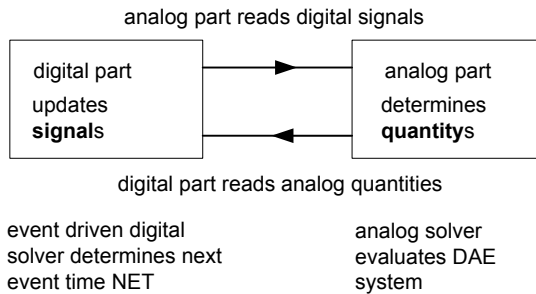 analog part reads digital signals
digital part
updates
signals
analog part
determines
quantitys
digital part reads analog quantities
event driven digital
solver determines next
event time NET
analog solver
evaluates DAE
system